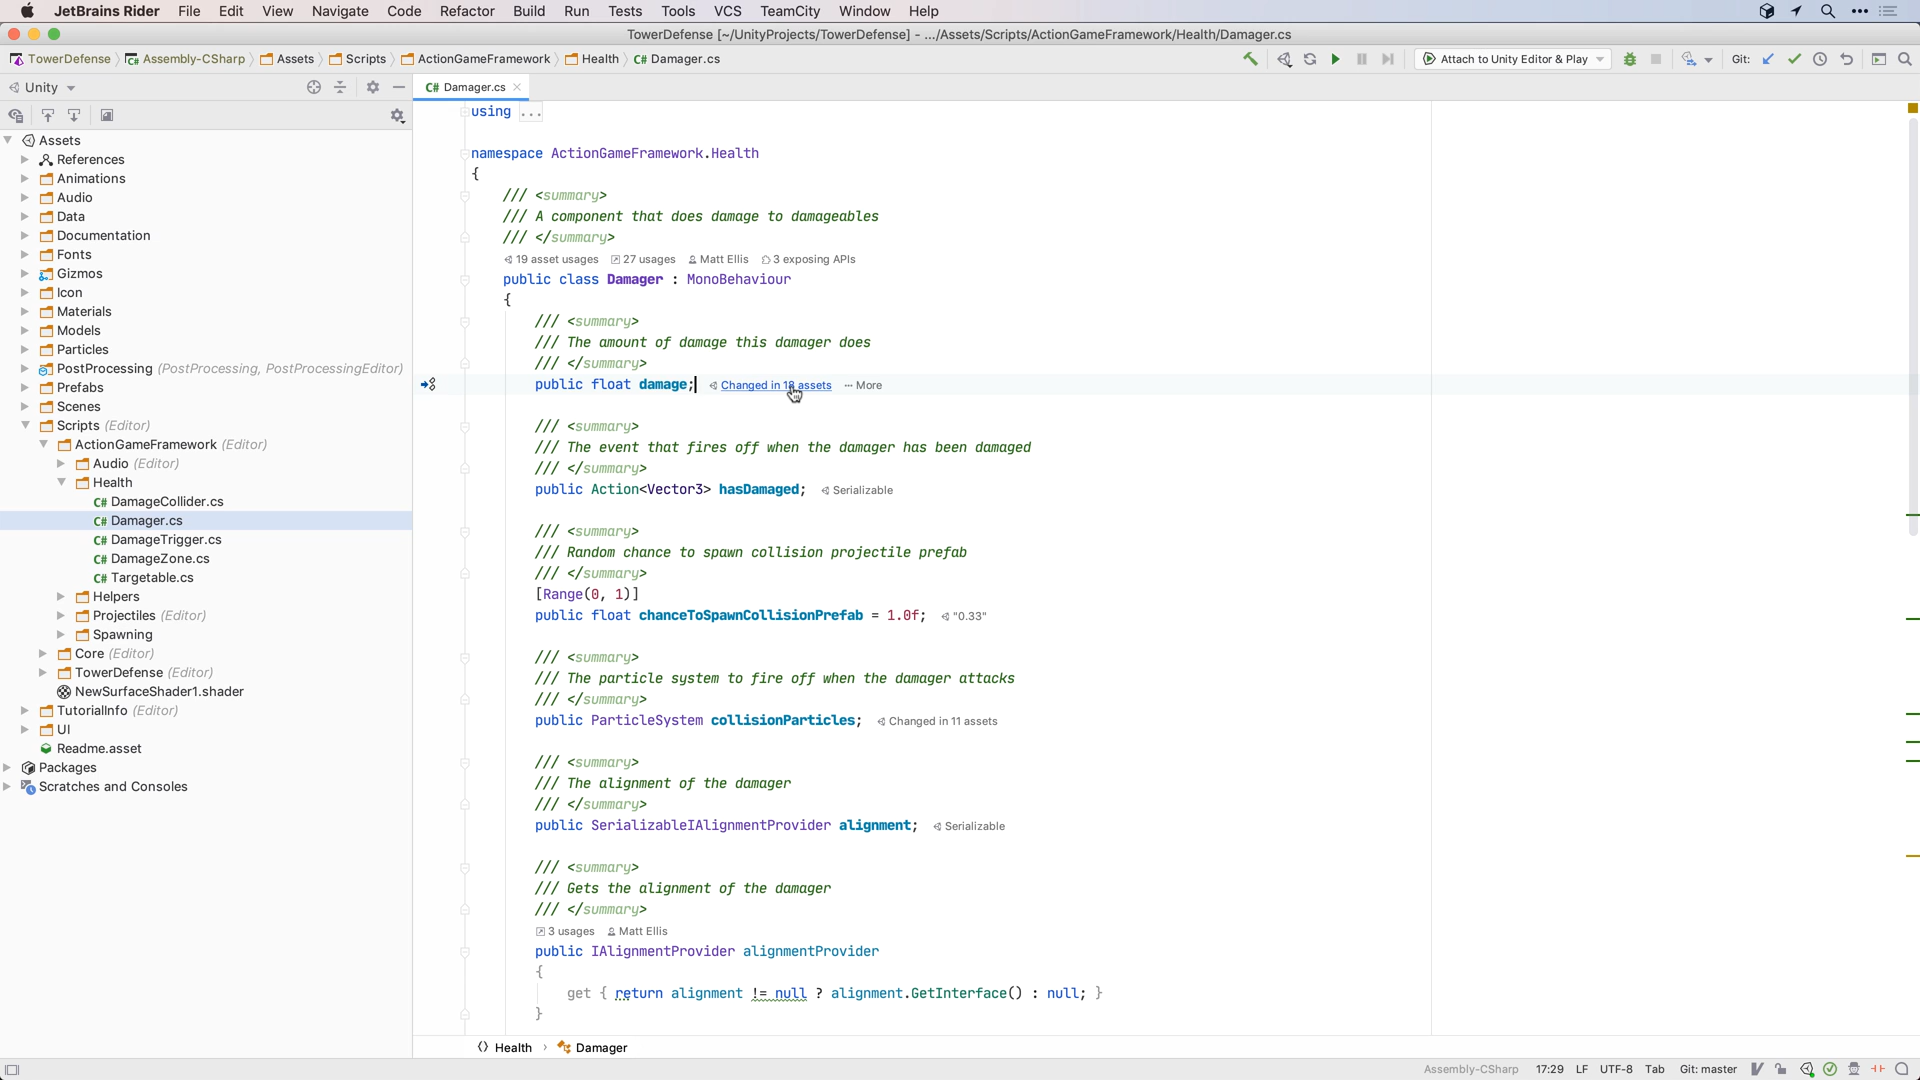 JetBrains Rider File Edit View Navigate Code Refactor Build Run Tests Tools VCS TeamCity Window Help
TowerDefense [~/UnityProjects/TowerDefense] - .../Assets/Scripts/ActionGameFramework/Health/Damager.cs
TowerDefense Assembly-CSharp Assets Scripts ActionGameFramework Health C# Damager.cs Attach to Unity Editor & Play Git:
Unity
C# Damager.cs
Assets
References
Animations
Audio
Data
Documentation
Fonts
Gizmos
Icon
Materials
Models
Particles
PostProcessing (PostProcessing, PostProcessingEditor)
Prefabs
Scenes
Scripts (Editor)
ActionGameFramework (Editor)
Audio (Editor)
Health
C# DamageCollider.cs
C# Damager.cs
C# DamageTrigger.cs
C# DamageZone.cs
C# Targetable.cs
Helpers
Projectiles (Editor)
Spawning
Core (Editor)
TowerDefense (Editor)
NewSurfaceShader1.shader
TutorialInfo (Editor)
UI
Readme.asset
Packages
Scratches and Consoles
using ...
namespace ActionGameFramework.Health
{
/// <summary>
/// A component that does damage to damageables
/// </summary>
19 asset usages 27 usages Matt Ellis 3 exposing APIs
public class Damager : MonoBehaviour
{
/// <summary>
/// The amount of damage this damager does
/// </summary>
public float damage; Changed in 18 assets ··· More
/// <summary>
/// The event that fires off when the damager has been damaged
/// </summary>
public Action<Vector3> hasDamaged; Serializable
/// <summary>
/// Random chance to spawn collision projectile prefab
/// </summary>
[Range(0, 1)]
public float chanceToSpawnCollisionPrefab = 1.0f; "0.33"
/// <summary>
/// The particle system to fire off when the damager attacks
/// </summary>
public ParticleSystem collisionParticles; Changed in 11 assets
/// <summary>
/// The alignment of the damager
/// </summary>
public SerializableIAlignmentProvider alignment; Serializable
/// <summary>
/// Gets the alignment of the damager
/// </summary>
3 usages Matt Ellis
public IAlignmentProvider alignmentProvider
{
get { return alignment != null ? alignment.GetInterface() : null; }
}
Health Damager
Assembly-CSharp 17:29 LF UTF-8 Tab Git: master